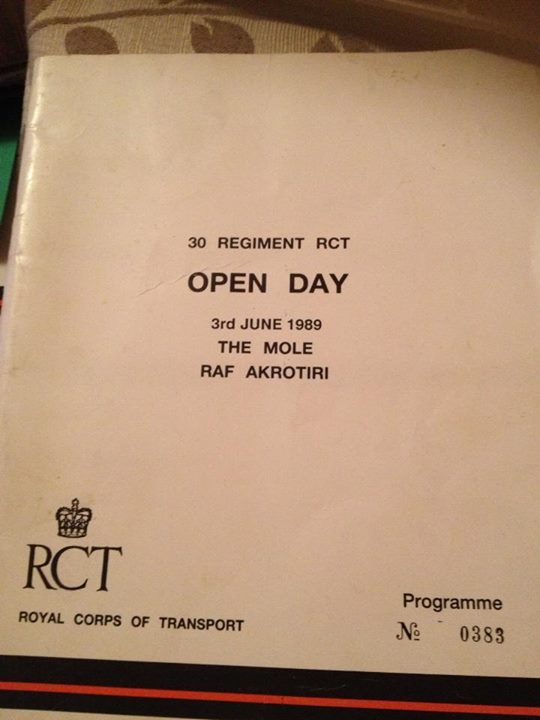 30 REGIMENT RCT
OPEN DAY
3rd JUNE 1989
THE MOLE
RAF AKROTIRI
RCT
ROYAL CORPS OF TRANSPORT
Programme
№ 0383